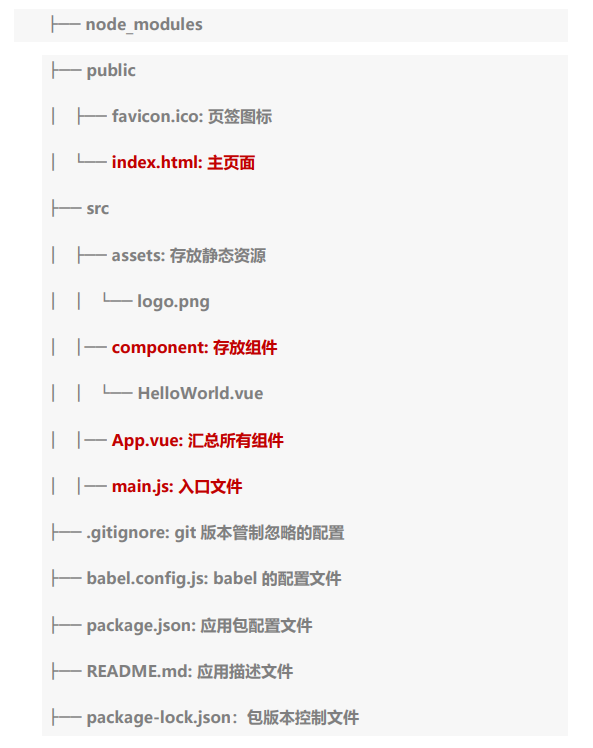 ├── node_modules
├── public
│   ├── favicon.ico: 页签图标
│   └── index.html: 主页面
├── src
│   ├── assets: 存放静态资源
│   │   └── logo.png
│   │── component: 存放组件
│   │   └── HelloWorld.vue
│   │── App.vue: 汇总所有组件
│   │── main.js: 入口文件
├── .gitignore: git 版本管制忽略的配置
├── babel.config.js: babel 的配置文件
├── package.json: 应用包配置文件
├── README.md: 应用描述文件
├── package-lock.json：包版本控制文件